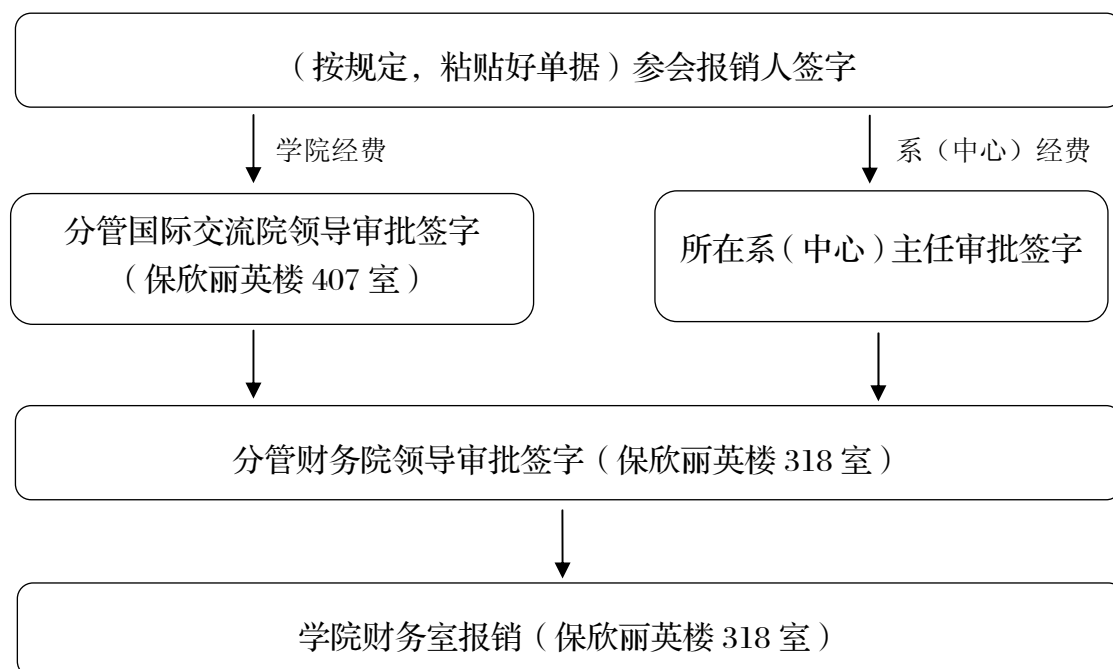 （按规定，粘贴好单据）参会报销人签字
学院经费
系（中心）经费
分管国际交流院领导审批签字
（保欣丽英楼 407 室）
所在系（中心）主任审批签字
分管财务院领导审批签字（保欣丽英楼 318 室）
学院财务室报销（保欣丽英楼 318 室）